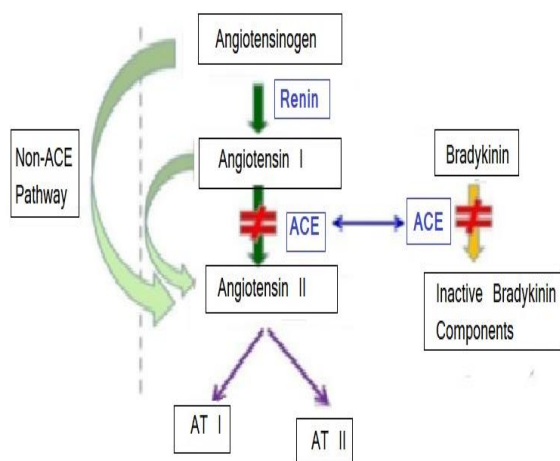 Angiotensinogen
Renin
Non-ACE
Pathway
Angiotensin I
Bradykinin
ACE
ACE
Angiotensin II
Inactive Bradykinin
Components
AT I
AT II